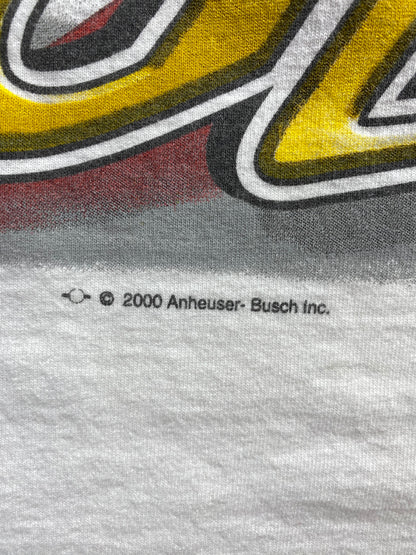 © 2000 Anheuser- Busch Inc.